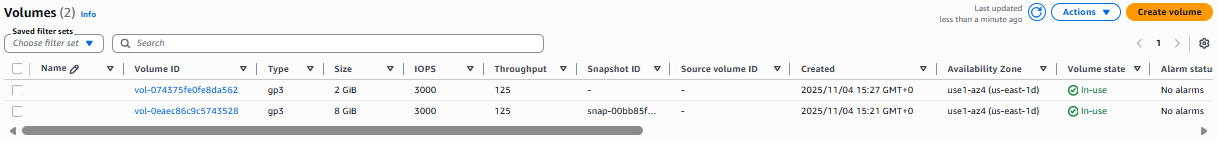 Volumes (2) Info
Last updated
less than a minute ago
Actions
Create volume
Saved filter sets
Choose filter set
Search
1
Name Volume ID Type Size IOPS Throughput Snapshot ID Source volume ID Created Availability Zone Volume state Alarm status
vol-074375fe0fe8da562 gp3 2 GiB 3000 125 - - 2025/11/04 15:27 GMT+0 use1-az4 (us-east-1d) In-use No alarms
vol-0eaec86c9c5743528 gp3 8 GiB 3000 125 snap-00bb85f... - 2025/11/04 15:21 GMT+0 use1-az4 (us-east-1d) In-use No alarms